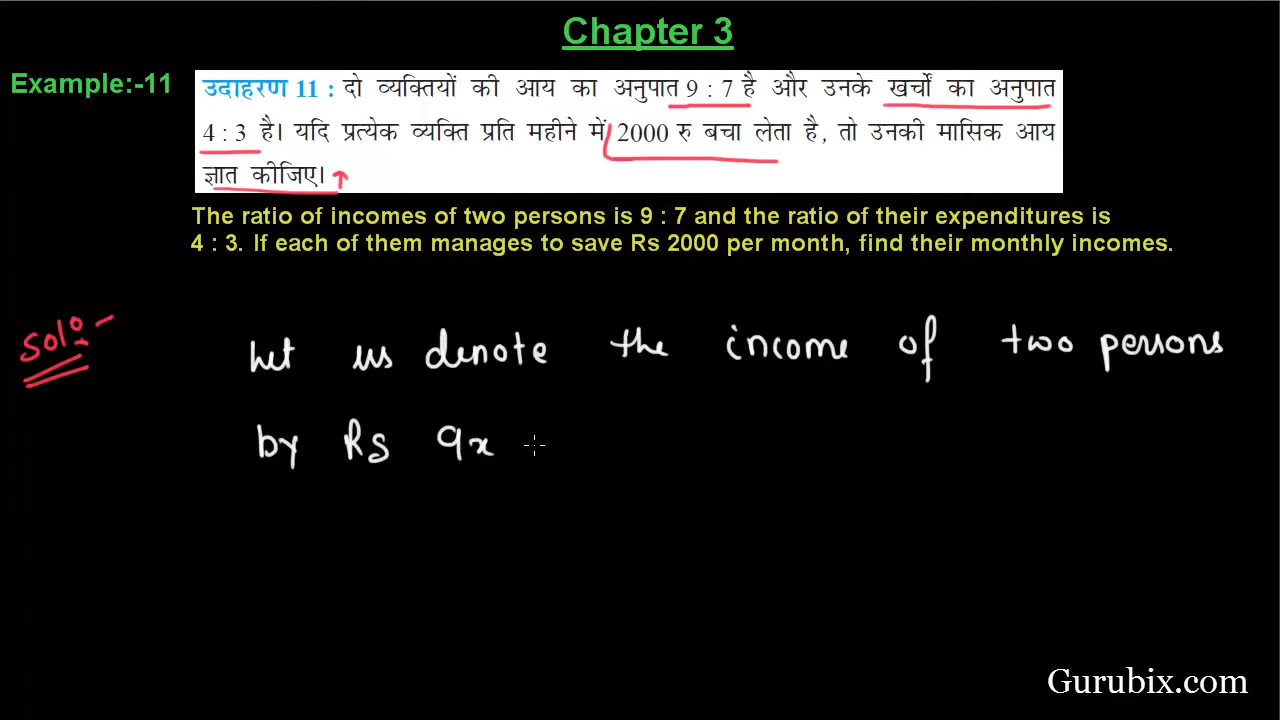 Chapter 3
Example:-11
उदाहरण 11 : दो व्यक्तियों की आय का अनुपात 9 : 7 है और उनके खर्चों का अनुपात
4 : 3 है। यदि प्रत्येक व्यक्ति प्रति महीने में 2000 रु बचा लेता है, तो उनकी मासिक आय
ज्ञात कीजिए।
The ratio of incomes of two persons is 9 : 7 and the ratio of their expenditures is
4 : 3. If each of them manages to save Rs 2000 per month, find their monthly incomes.
Solo:-
Let us denote the income of two persons
by Rs 9x
Gurubix.com